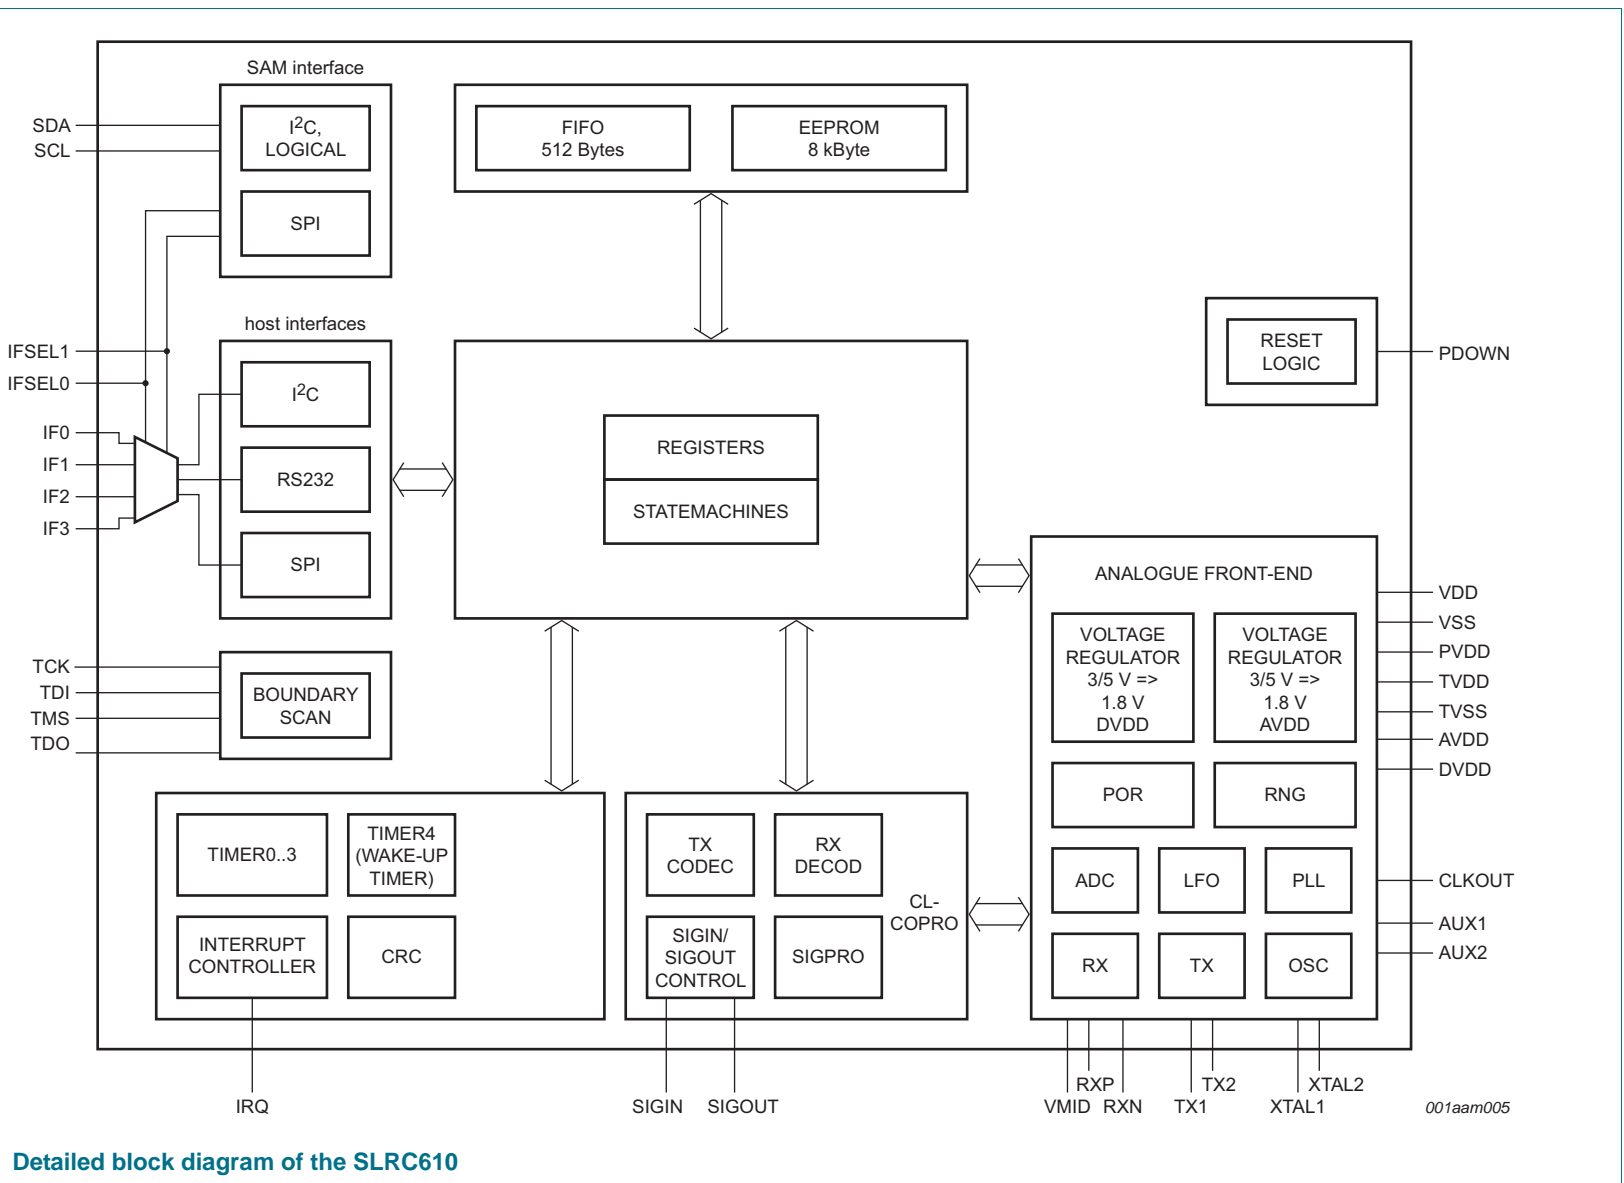 SAM interface
SDA
SCL
I2C,
LOGICAL
SPI
FIFO
512 Bytes
EEPROM
8 kByte
host interfaces
IFSEL1
IFSEL0
IF0
IF1
IF2
IF3
I2C
RS232
SPI
REGISTERS
STATEMACHINES
RESET
LOGIC
PDOWN
TCK
TDI
TMS
TDO
BOUNDARY
SCAN
ANALOGUE FRONT-END
VOLTAGE
REGULATOR
3/5 V =>
1.8 V
DVDD
VOLTAGE
REGULATOR
3/5 V =>
1.8 V
AVDD
POR
RNG
ADC
LFO
PLL
RX
TX
OSC
VDD
VSS
PVDD
TVDD
TVSS
AVDD
DVDD
CLKOUT
AUX1
AUX2
TIMER0..3
TIMER4
(WAKE-UP
TIMER)
INTERRUPT
CONTROLLER
CRC
TX
CODEC
RX
DECOD
SIGIN/
SIGOUT
CONTROL
SIGPRO
CL-
COPRO
IRQ
SIGIN
SIGOUT
VMID
RXP
RXN
TX1
TX2
XTAL1
XTAL2
001aam005
Detailed block diagram of the SLRC610